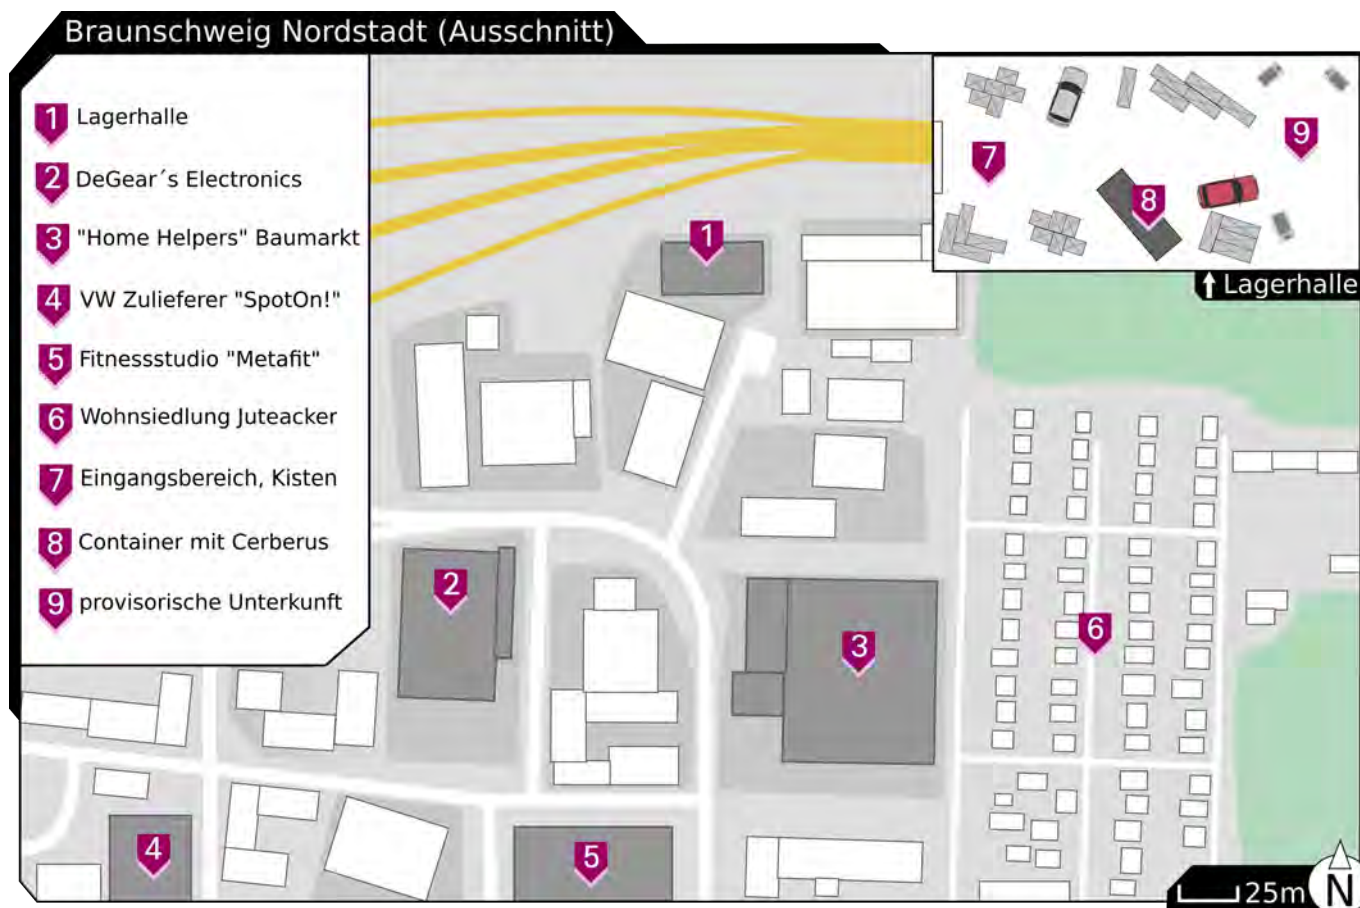 Braunschweig Nordstadt (Ausschnitt)
1 Lagerhalle
2 DeGear´s Electronics
3 "Home Helpers" Baumarkt
4 VW Zulieferer "SpotOn!"
5 Fitnessstudio "Metafit"
6 Wohnsiedlung Juteacker
7 Eingangsbereich, Kisten
8 Container mit Cerberus
9 provisorische Unterkunft
7
8
9
Lagerhalle
1
2
3
6
4
5
25m
N